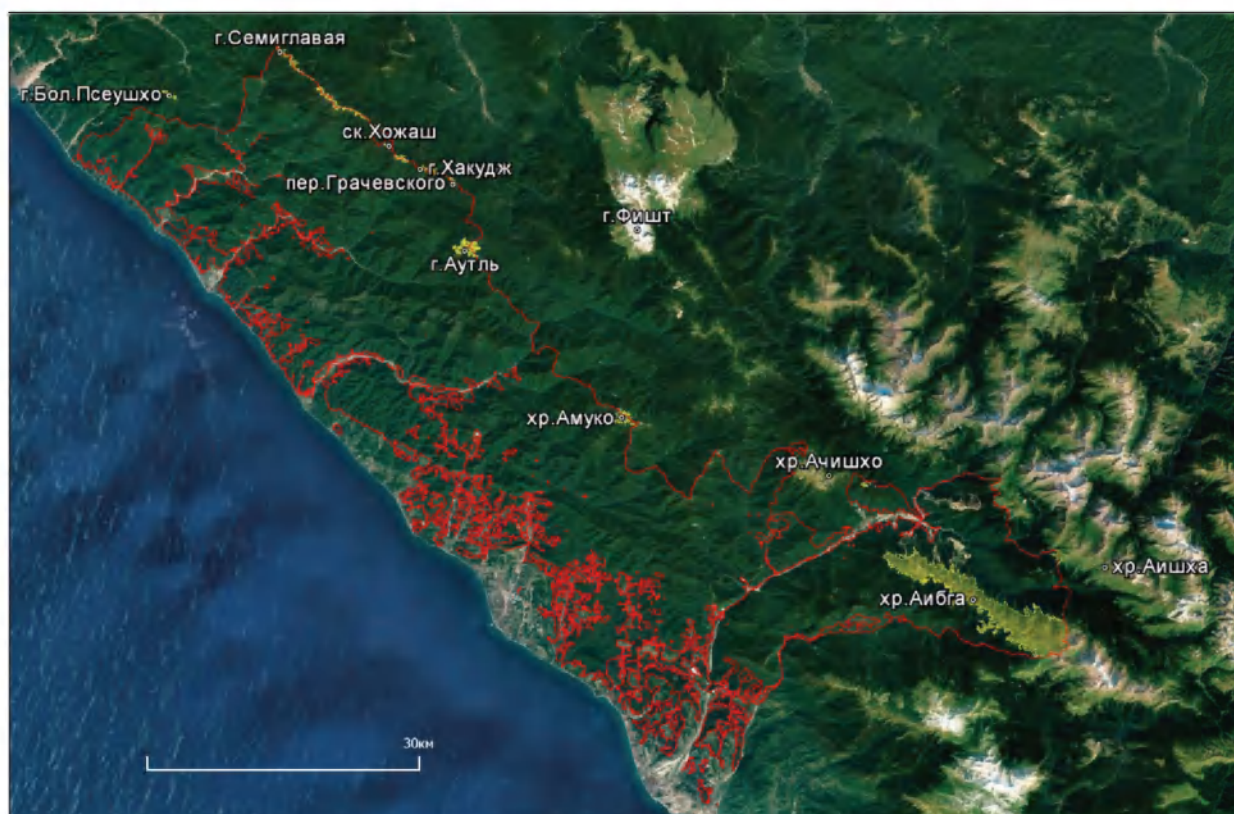 г.Семиглавая
г.Бол.Псеушхо
ск.Хожаш
г.Хакудж
пер.Грачевского
г.Фишт
г.Аутль
хр.Амуко
хр.Ачишхо
хр.Аишха
хр.Аибга
30км